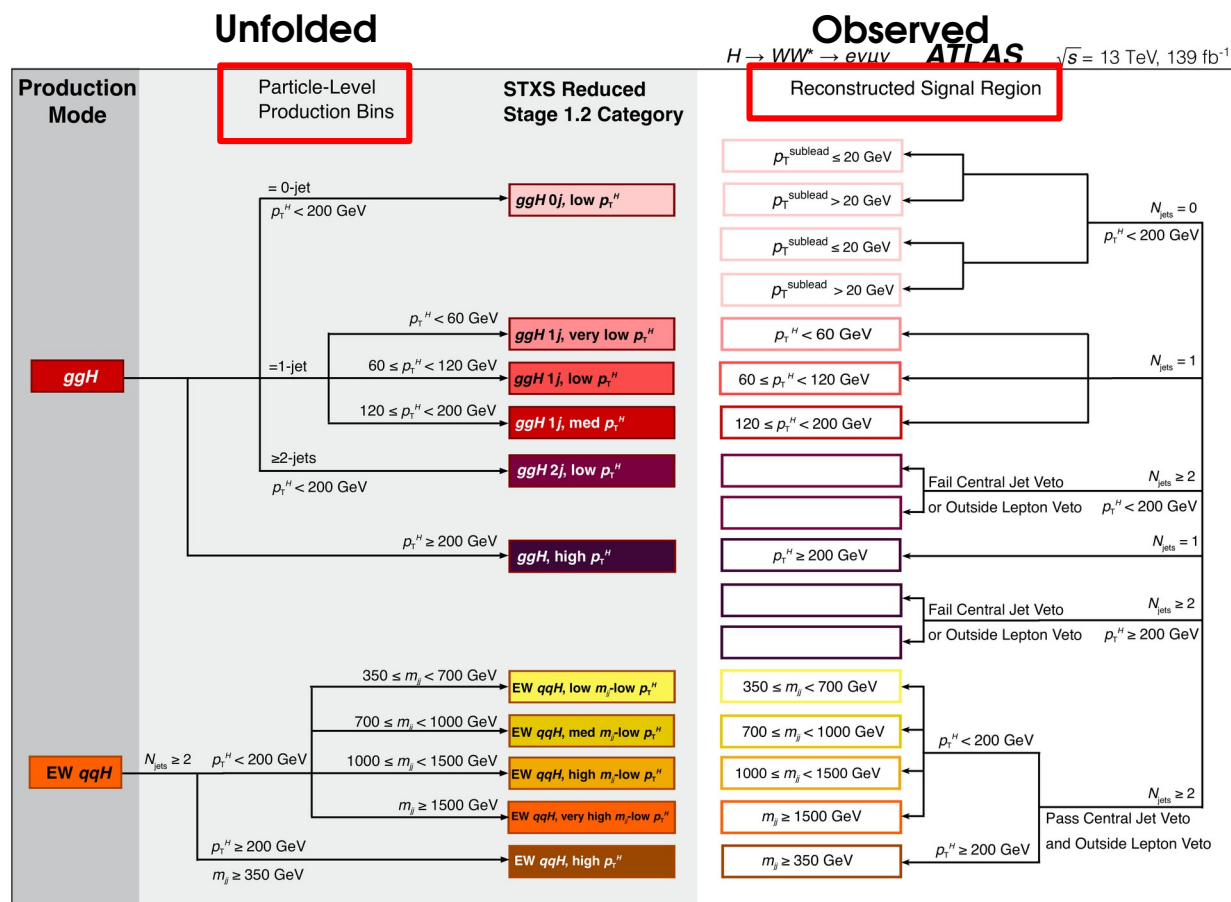 Unfolded
Observed
H → WW* → eνμν ATLAS √s = 13 TeV, 139 fb⁻¹
Production
Mode
Particle-Level
Production Bins
STXS Reduced
Stage 1.2 Category
Reconstructed Signal Region
ggH
= 0-jet
p_T^H < 200 GeV
ggH 0j, low p_T^H
=1-jet
p_T^H < 60 GeV
ggH 1j, very low p_T^H
60 ≤ p_T^H < 120 GeV
ggH 1j, low p_T^H
120 ≤ p_T^H < 200 GeV
ggH 1j, med p_T^H
≥2-jets
p_T^H < 200 GeV
ggH 2j, low p_T^H
p_T^H ≥ 200 GeV
ggH, high p_T^H
EW qqH
N_jets ≥ 2
p_T^H < 200 GeV
350 ≤ m_jj < 700 GeV
EW qqH, low m_jj-low p_T^H
700 ≤ m_jj < 1000 GeV
EW qqH, med m_jj-low p_T^H
1000 ≤ m_jj < 1500 GeV
EW qqH, high m_jj-low p_T^H
m_jj ≥ 1500 GeV
EW qqH, very high m_jj-low p_T^H
p_T^H ≥ 200 GeV
m_jj ≥ 350 GeV
EW qqH, high p_T^H
p_T^sublead ≤ 20 GeV
p_T^sublead > 20 GeV
p_T^sublead ≤ 20 GeV
p_T^sublead > 20 GeV
N_jets = 0
p_T^H < 200 GeV
p_T^H < 60 GeV
60 ≤ p_T^H < 120 GeV
120 ≤ p_T^H < 200 GeV
N_jets = 1
Fail Central Jet Veto
or Outside Lepton Veto
N_jets ≥ 2
p_T^H < 200 GeV
p_T^H ≥ 200 GeV
N_jets = 1
Fail Central Jet Veto
or Outside Lepton Veto
N_jets ≥ 2
p_T^H ≥ 200 GeV
350 ≤ m_jj < 700 GeV
700 ≤ m_jj < 1000 GeV
1000 ≤ m_jj < 1500 GeV
m_jj ≥ 1500 GeV
p_T^H < 200 GeV
m_jj ≥ 350 GeV
p_T^H ≥ 200 GeV
N_jets ≥ 2
Pass Central Jet Veto
and Outside Lepton Veto